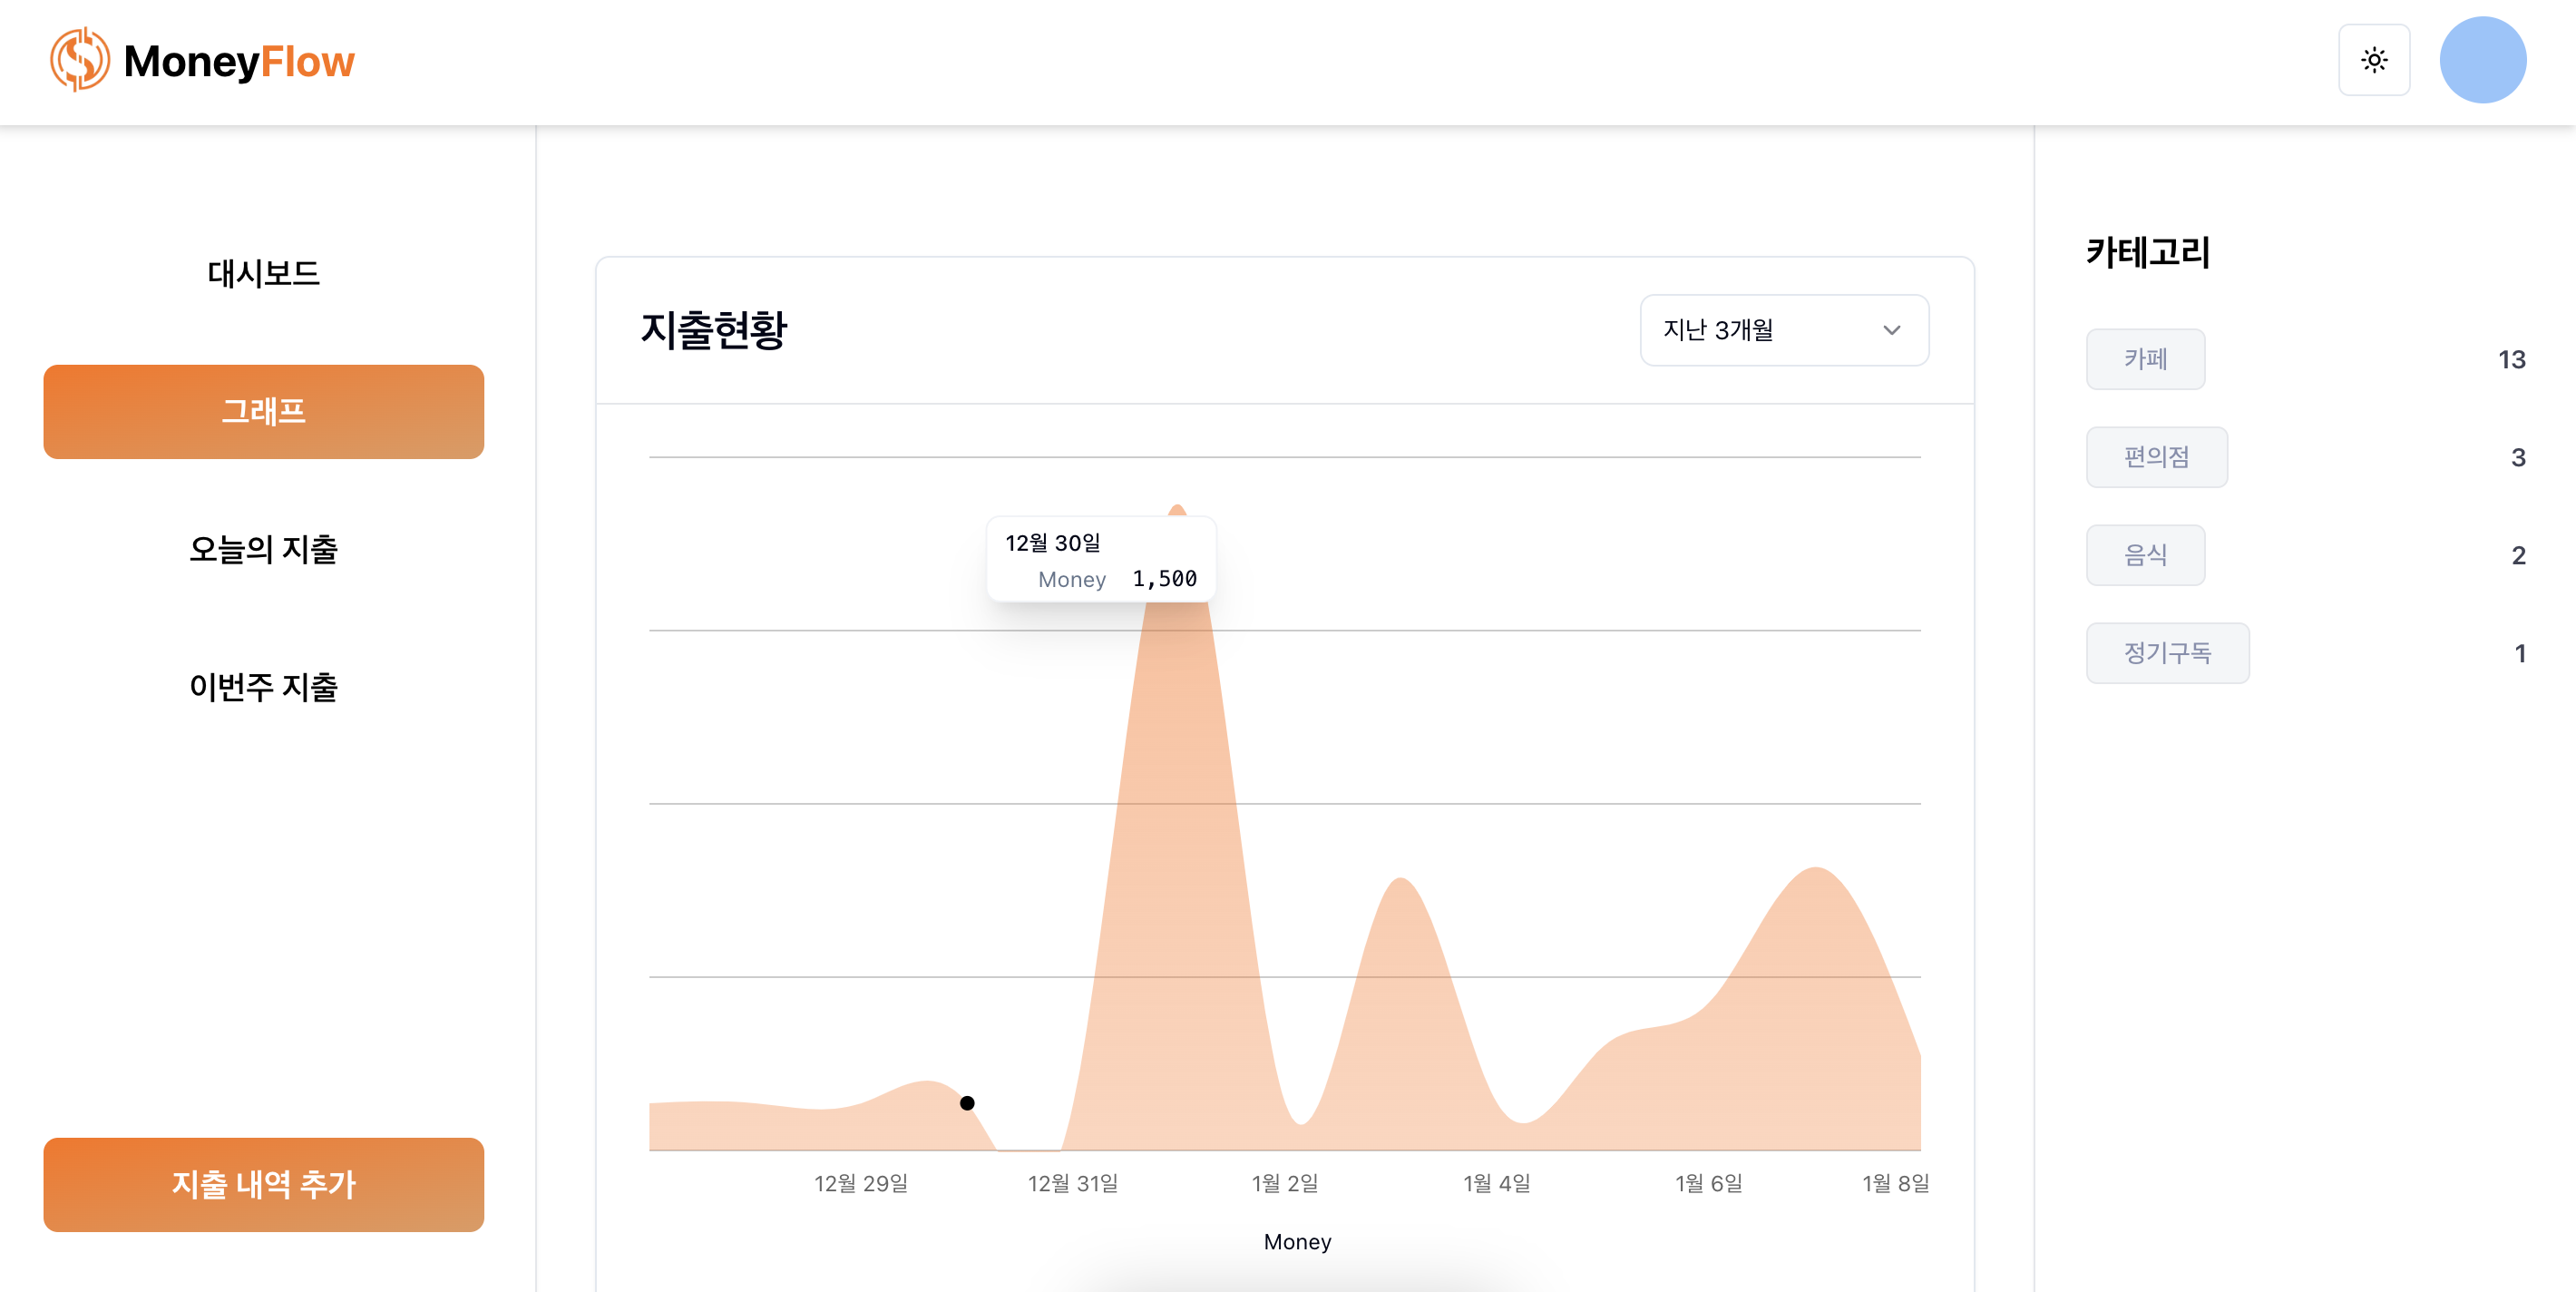 MoneyFlow
대시보드
그래프
오늘의 지출
이번주 지출
지출 내역 추가
지출현황
지난 3개월
12월 30일
Money 1,500
12월 29일 12월 31일 1월 2일 1월 4일 1월 6일 1월 8일
Money
카테고리
카페 13
편의점 3
음식 2
정기구독 1